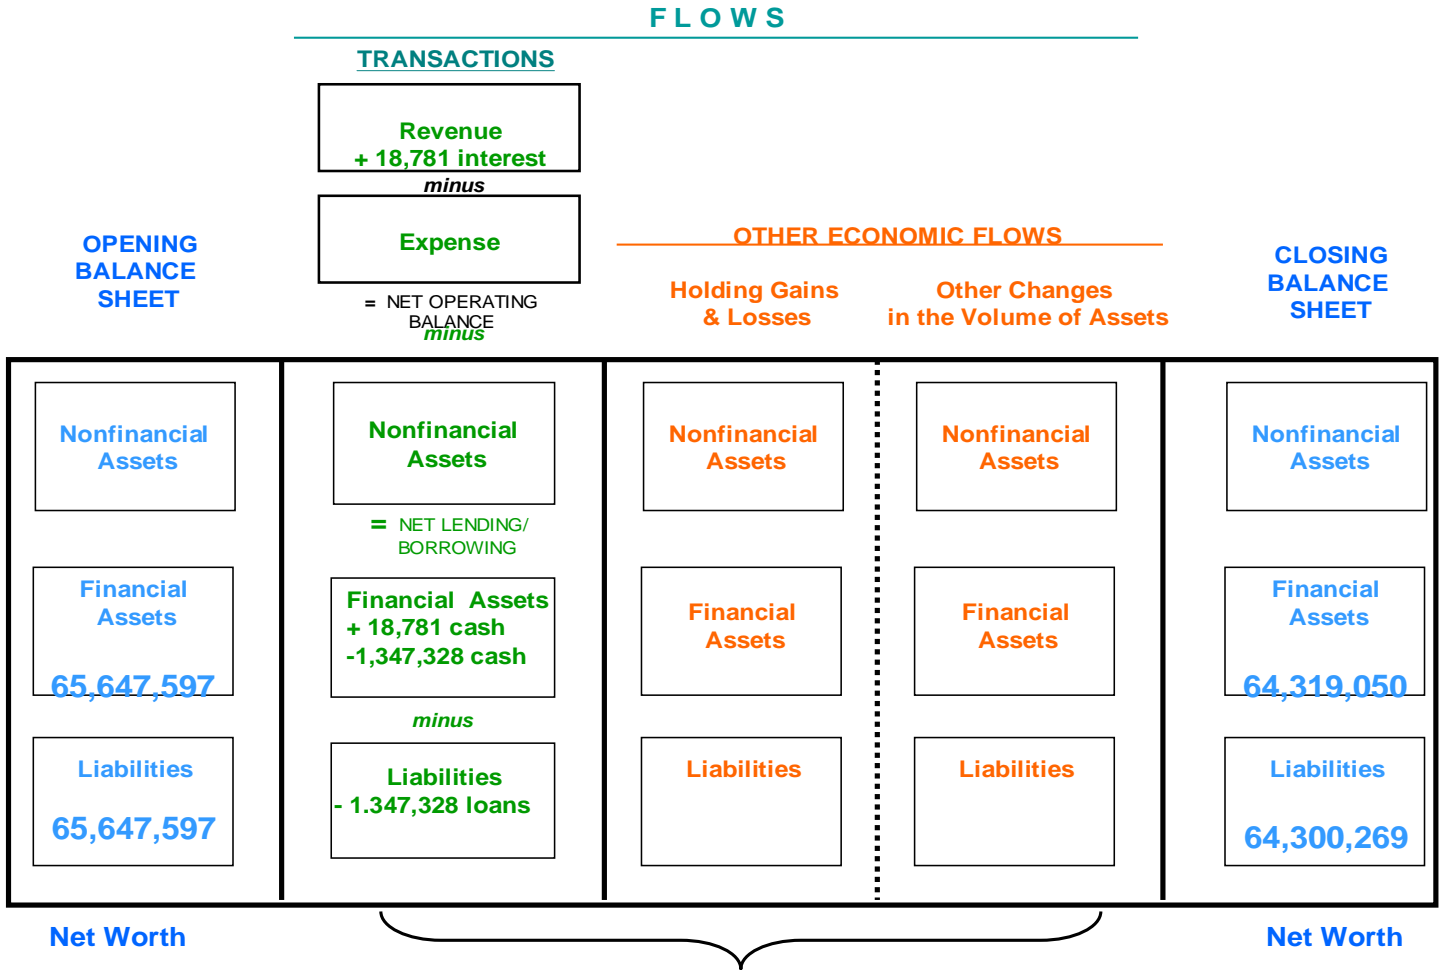 F L O W S
TRANSACTIONS
Revenue
+ 18,781 interest
minus
Expense
= NET OPERATING
BALANCE
minus
OPENING
BALANCE
SHEET
OTHER ECONOMIC FLOWS
Holding Gains
& Losses
Other Changes
in the Volume of Assets
CLOSING
BALANCE
SHEET
Nonfinancial
Assets
Nonfinancial
Assets
Nonfinancial
Assets
Nonfinancial
Assets
Nonfinancial
Assets
= NET LENDING/
BORROWING
Financial
Assets
65,647,597
Financial Assets
+ 18,781 cash
-1,347,328 cash
Financial
Assets
Financial
Assets
Financial
Assets
64,319,050
minus
Liabilities
65,647,597
Liabilities
- 1.347,328 loans
Liabilities
Liabilities
Liabilities
64,300,269
Net Worth
Net Worth